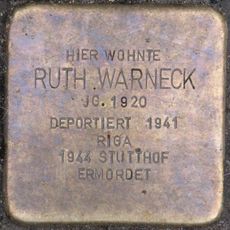 HIER WOHNTE
RUTH WARNECK
JG. 1920
DEPORTIERT 1941
RIGA
1944 STUTTHOF
ERMORDET